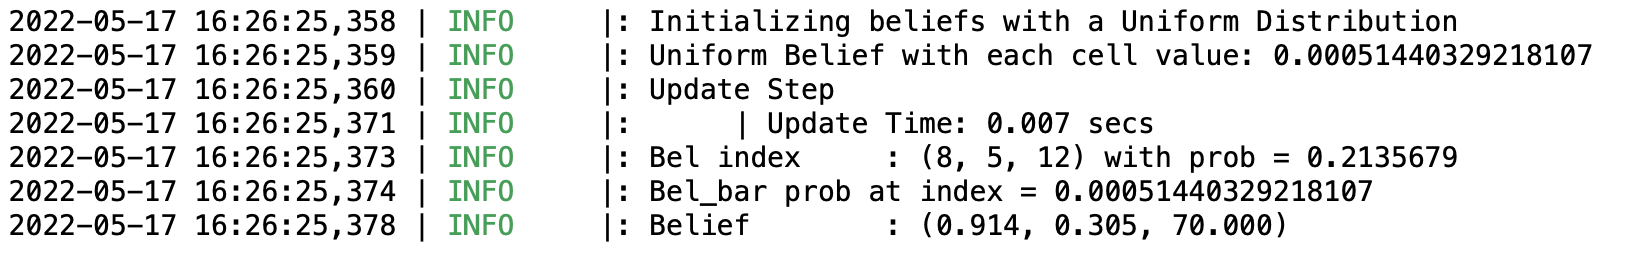 2022-05-17 16:26:25,358 | INFO     |: Initializing beliefs with a Uniform Distribution
2022-05-17 16:26:25,359 | INFO     |: Uniform Belief with each cell value: 0.00051440329218107
2022-05-17 16:26:25,360 | INFO     |: Update Step
2022-05-17 16:26:25,371 | INFO     |:      | Update Time: 0.007 secs
2022-05-17 16:26:25,373 | INFO     |: Bel index     : (8, 5, 12) with prob = 0.2135679
2022-05-17 16:26:25,374 | INFO     |: Bel_bar prob at index = 0.00051440329218107
2022-05-17 16:26:25,378 | INFO     |: Belief        : (0.914, 0.305, 70.000)